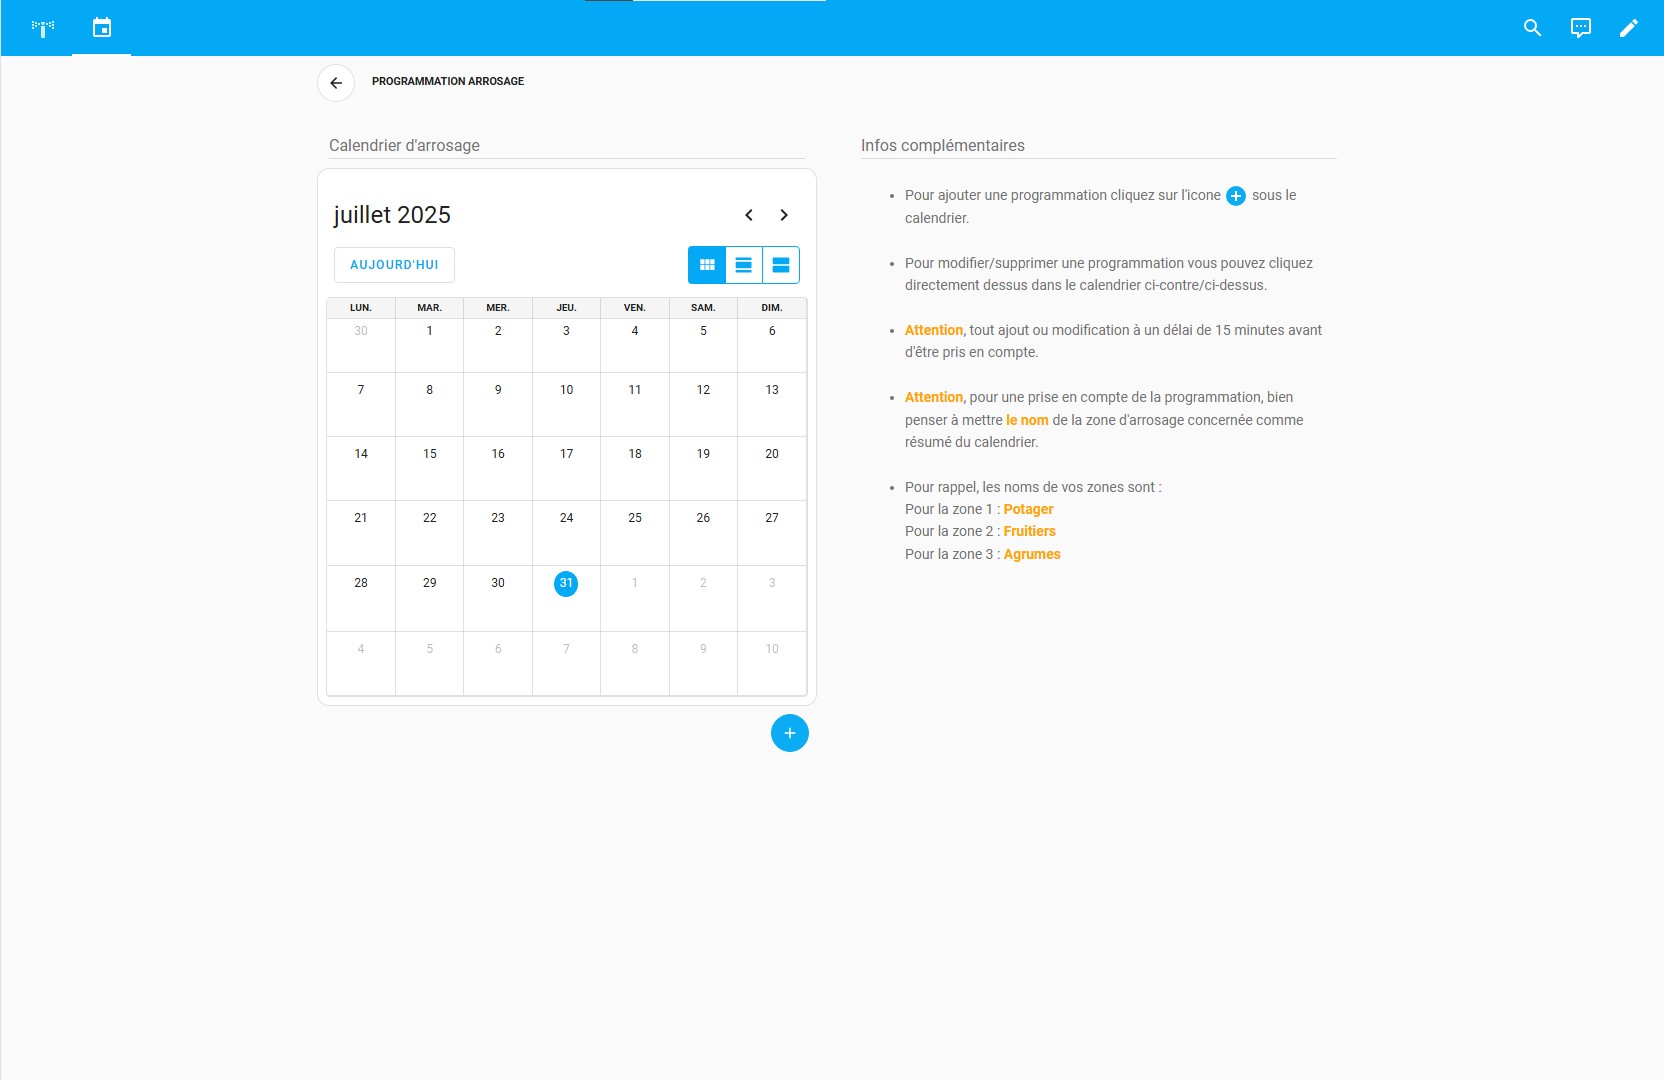 PROGRAMMATION ARROSAGE
Calendrier d'arrosage
juillet 2025
AUJOURD'HUI
LUN. MAR. MER. JEU. VEN. SAM. DIM.
30 1 2 3 4 5 6
7 8 9 10 11 12 13
14 15 16 17 18 19 20
21 22 23 24 25 26 27
28 29 30 31 1 2 3
4 5 6 7 8 9 10
Infos complémentaires
Pour ajouter une programmation cliquez sur l'icone sous le
calendrier.
Pour modifier/supprimer une programmation vous pouvez cliquez
directement dessus dans le calendrier ci-contre/ci-dessus.
Attention, tout ajout ou modification à un délai de 15 minutes avant
d'être pris en compte.
Attention, pour une prise en compte de la programmation, bien
penser à mettre le nom de la zone d'arrosage concernée comme
résumé du calendrier.
Pour rappel, les noms de vos zones sont :
Pour la zone 1 : Potager
Pour la zone 2 : Fruitiers
Pour la zone 3 : Agrumes